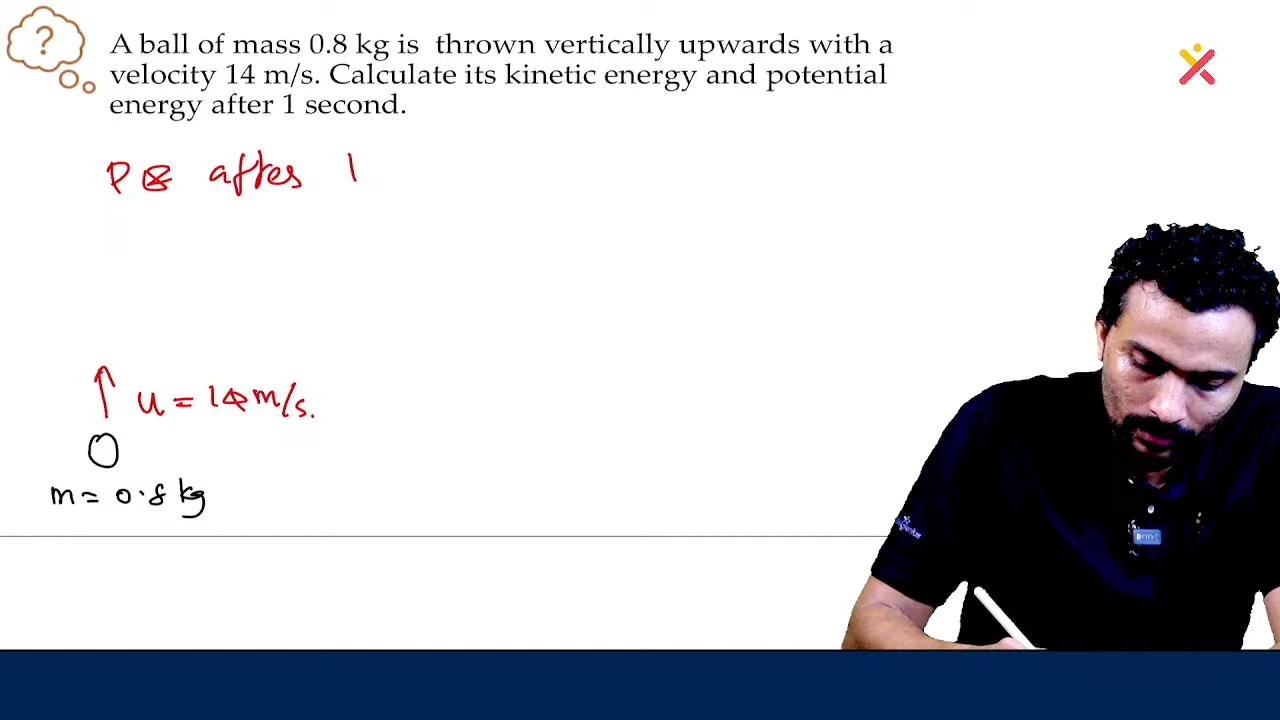 ?
A ball of mass 0.8 kg is thrown vertically upwards with a
velocity 14 m/s. Calculate its kinetic energy and potential
energy after 1 second.
PE after 1
u = 14 m/s.
m = 0.8 kg